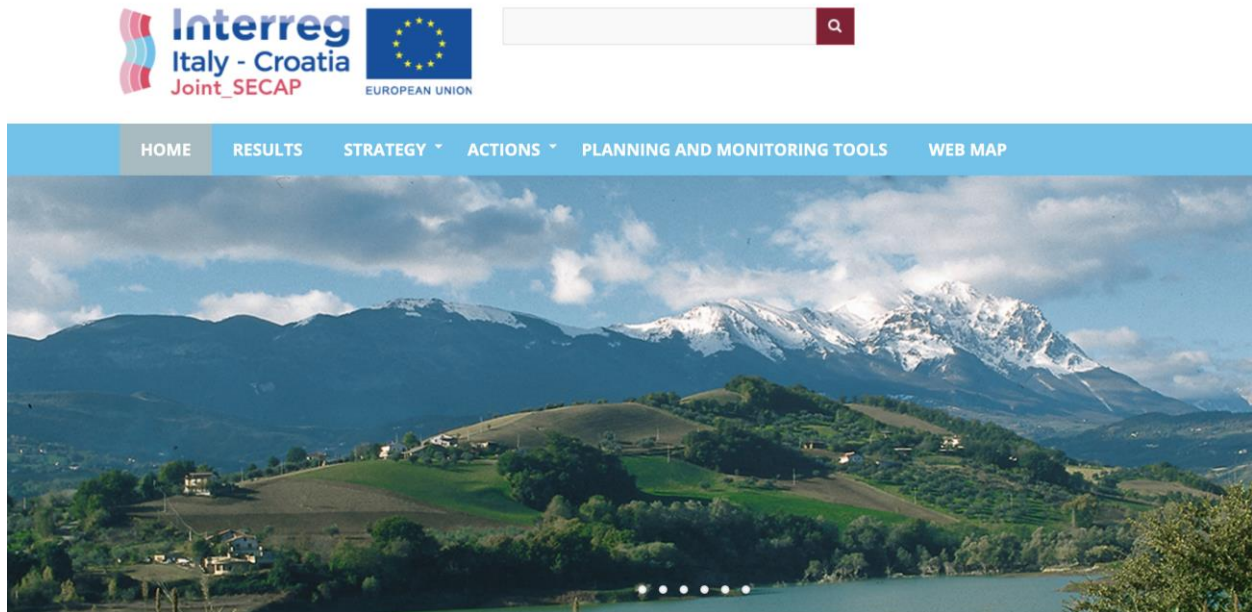 Interreg
Italy - Croatia
Joint_SECAP
EUROPEAN UNION
HOME RESULTS STRATEGY ACTIONS PLANNING AND MONITORING TOOLS WEB MAP